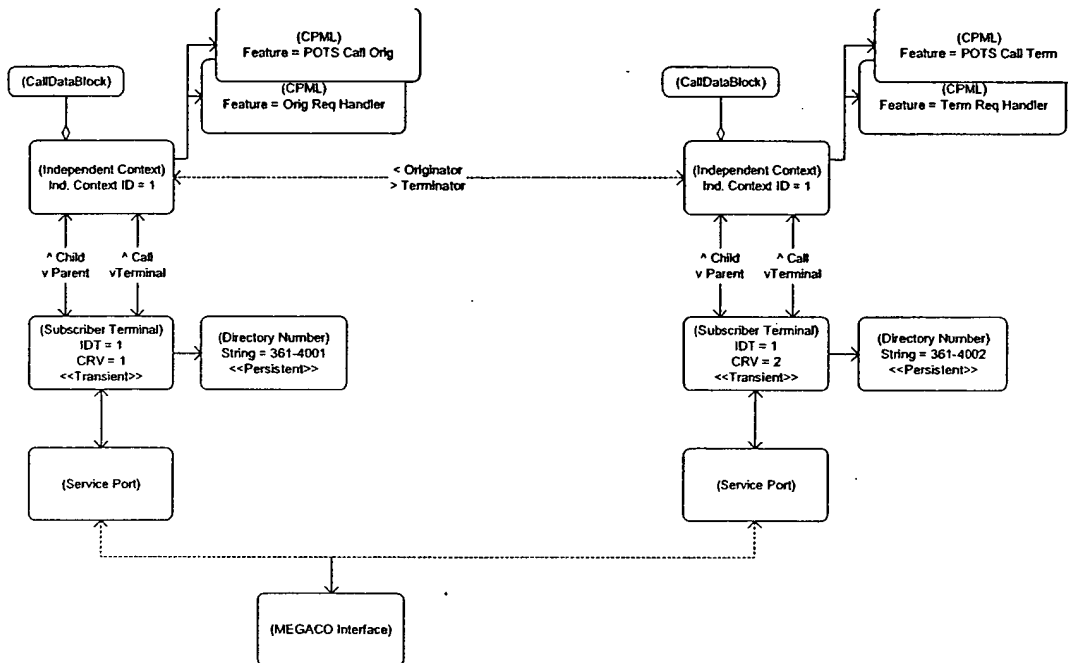 (CPML)
Feature = POTS Call Orig
(CPML)
Feature = Orig Req Handler
(CallDataBlock)
(Independent Context)
Ind. Context ID = 1
^ Child
v Parent
^ Call
vTerminal
(Subscriber Terminal)
IDT = 1
CRV = 1
<<Transient>>
(Directory Number)
String = 361-4001
<<Persistent>>
(Service Port)
< Originator
> Terminator
(CPML)
Feature = POTS Call Term
(CPML)
Feature = Term Req Handler
(CallDataBlock)
(Independent Context)
Ind. Context ID = 1
^ Child
v Parent
^ Call
vTerminal
(Subscriber Terminal)
IDT = 1
CRV = 2
<<Transient>>
(Directory Number)
String = 361-4002
<<Persistent>>
(Service Port)
(MEGACO Interface)